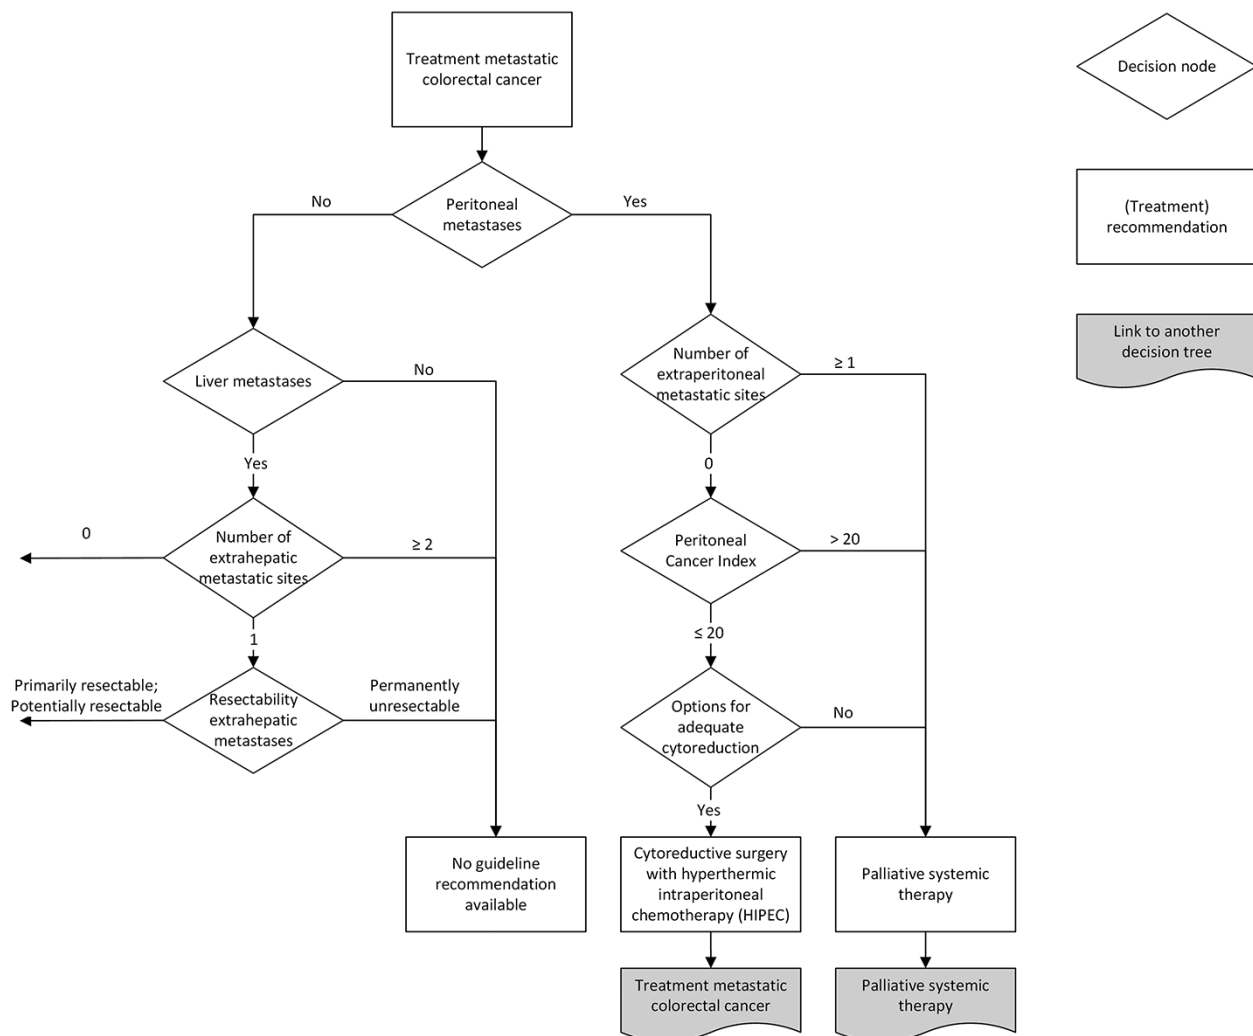 Treatment metastatic
colorectal cancer
Decision node
No
Peritoneal
metastases
Yes
(Treatment)
recommendation
Liver metastases
No
Number of
extraperitoneal
metastatic sites
≥ 1
Link to another
decision tree
Yes
0
0
Number of
extrahepatic
metastatic sites
≥ 2
Peritoneal
Cancer Index
> 20
1
≤ 20
Primarily resectable;
Potentially resectable
Resectability
extrahepatic
metastases
Permanently
unresectable
Options for
adequate
cytoreduction
No
Yes
No guideline
recommendation
available
Cytoreductive surgery
with hyperthermic
intraperitoneal
chemotherapy (HIPEC)
Palliative systemic
therapy
Treatment metastatic
colorectal cancer
Palliative systemic
therapy